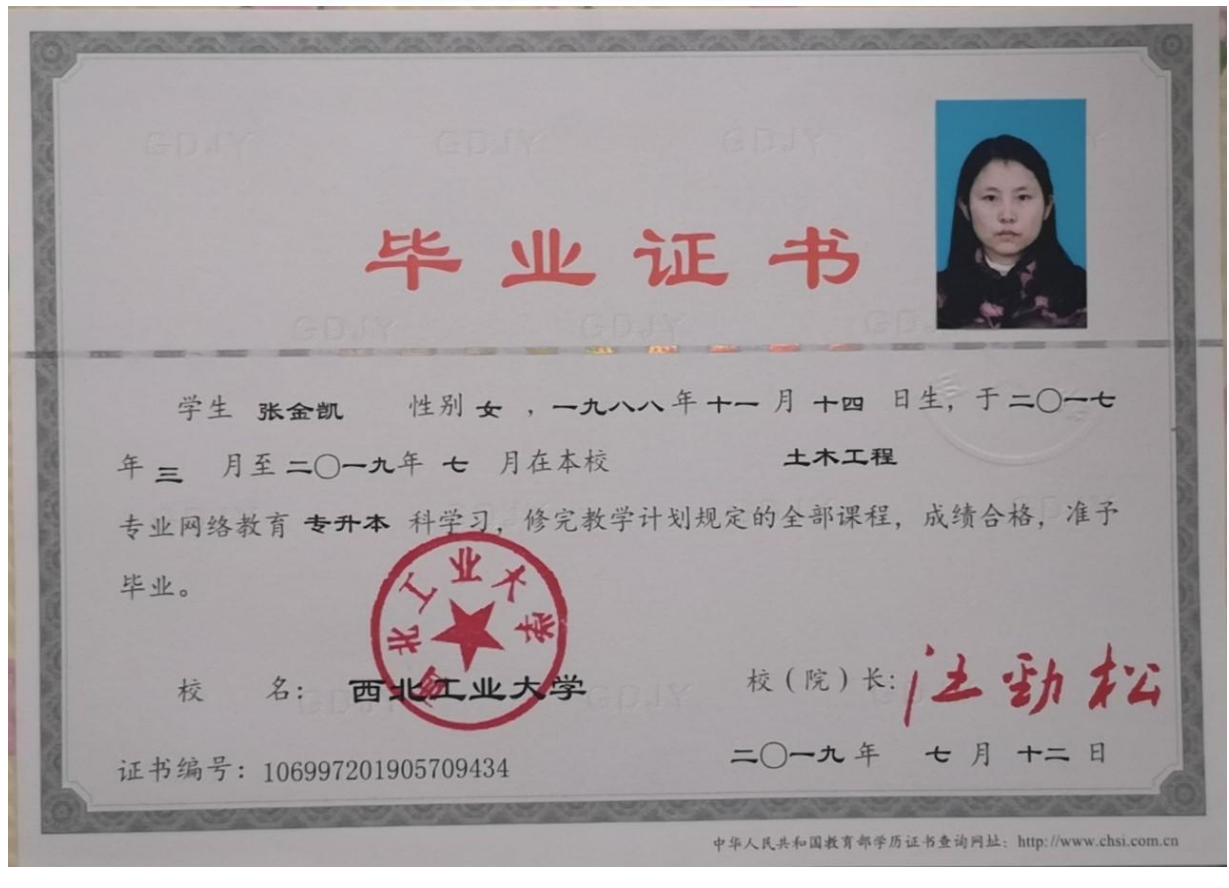 GDJY GDJY GDJY
毕业证书
GDJY GDJY
学生 张金凯 性别 女 ，一九八八年十一月十四日生，于二〇一七
年三月至二〇一九年七月在本校 土木工程
专业网络教育 专升本 科学习，修完教学计划规定的全部课程，成绩合格，准予
毕业。
西北工业大学
校 名：西北工业大学 校（院）长：汪劲松
GDJY GDJY
二〇一九年 七月十二日
证书编号：106997201905709434
中华人民共和国教育部学历证书查询网址：http://www.chsi.com.cn